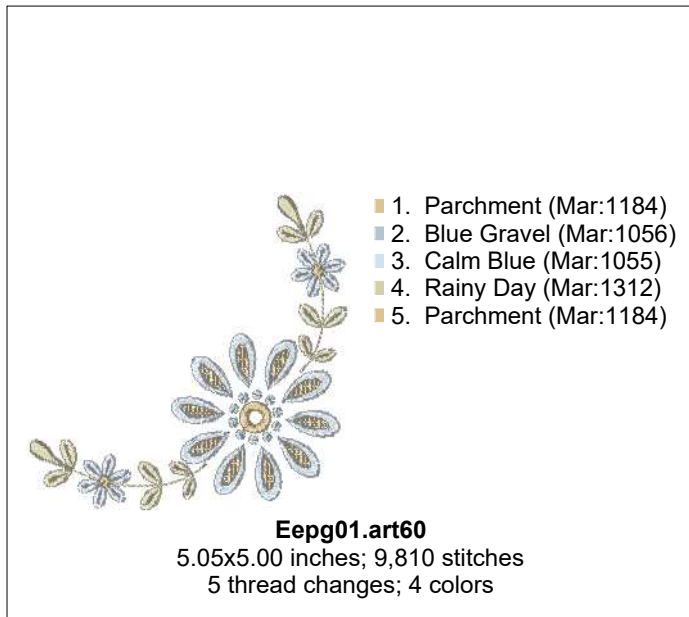 1. Parchment (Mar:1184)
2. Blue Gravel (Mar:1056)
3. Calm Blue (Mar:1055)
4. Rainy Day (Mar:1312)
5. Parchment (Mar:1184)
Eepg01.art60
5.05x5.00 inches; 9,810 stitches
5 thread changes; 4 colors